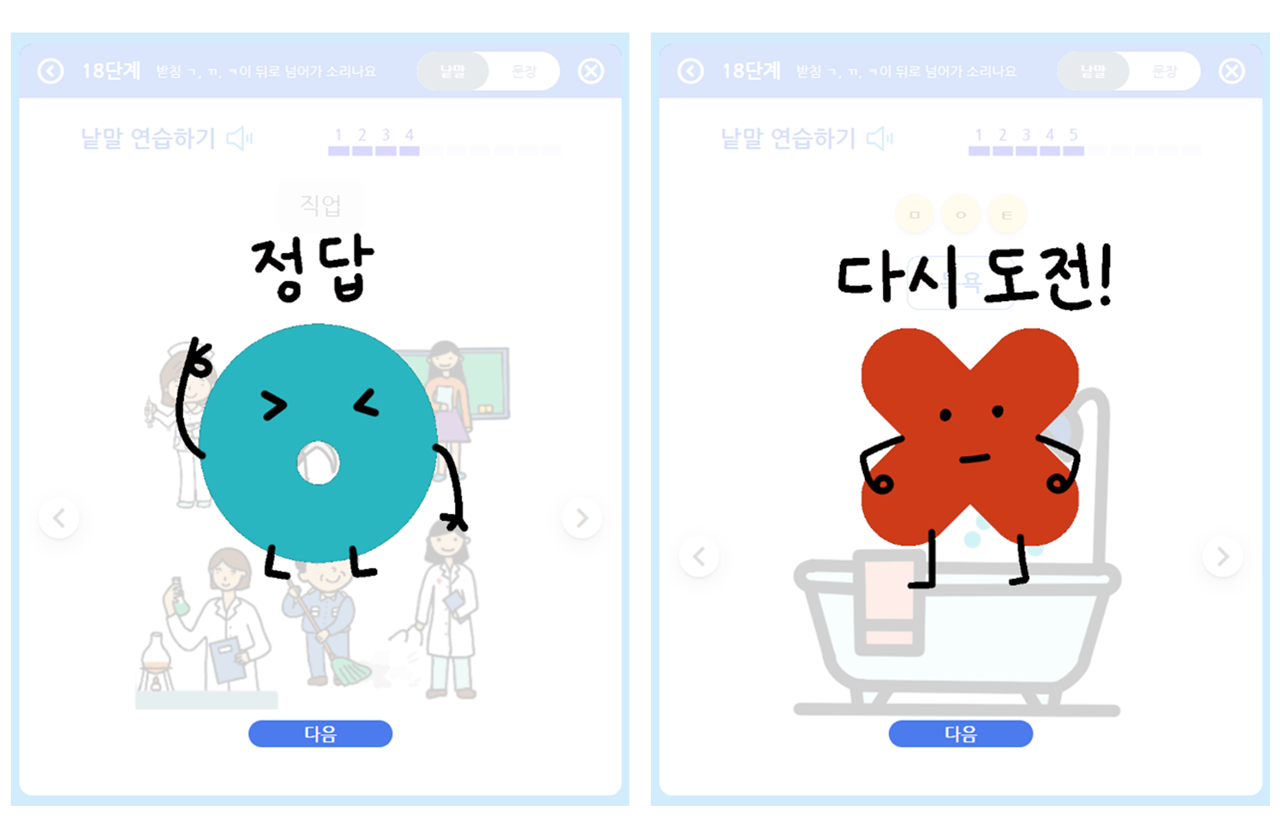 18단계 받침 ㄱ, ㄲ, ㅋ이 뒤로 넘어가 소리나요 낱말 문장
낱말 연습하기
1 2 3 4
직업
정답
다음
18단계 받침 ㄱ, ㄲ, ㅋ이 뒤로 넘어가 소리나요 낱말 문장
낱말 연습하기
1 2 3 4 5
ㅁ ㅇ ㅌ
다시 도전!
다음